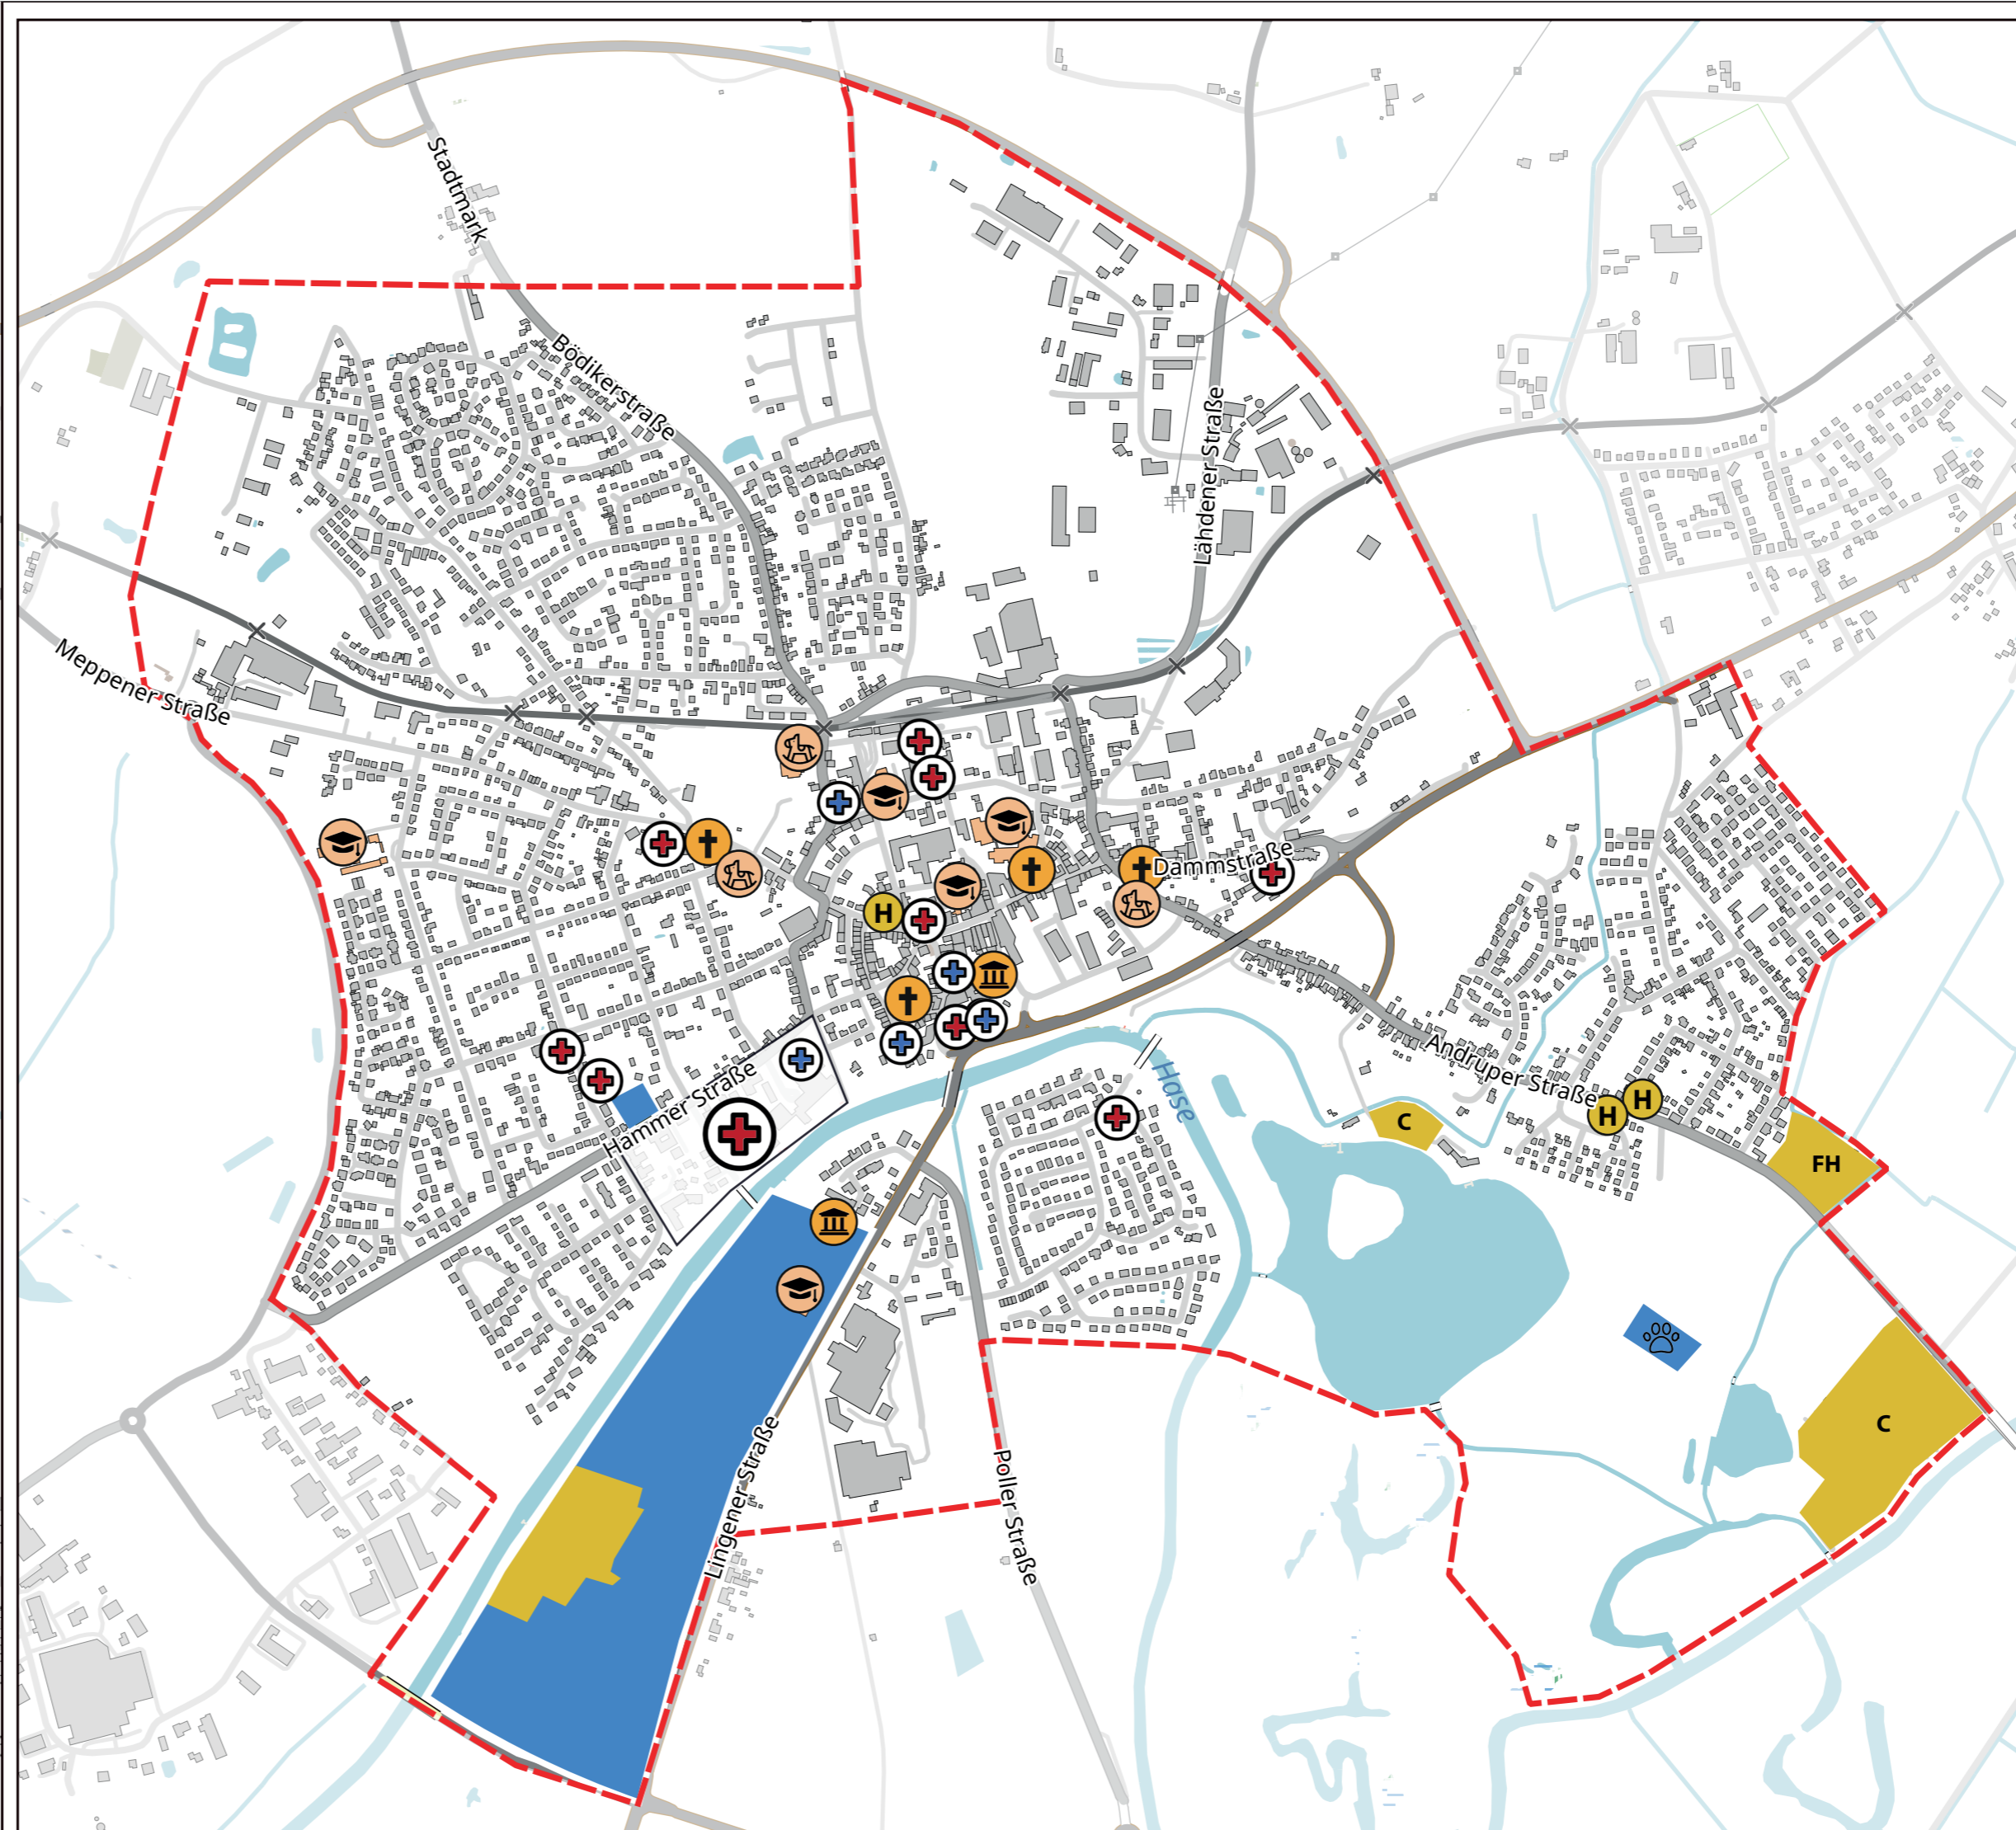 Stadtmark
Bödikerstraße
Lähdener Straße
Meppener Straße
Dammstraße
H
Andruper Straße
H
H
Hase
C
Hammer Straße
FH
C
Lingener Straße
Poller Straße